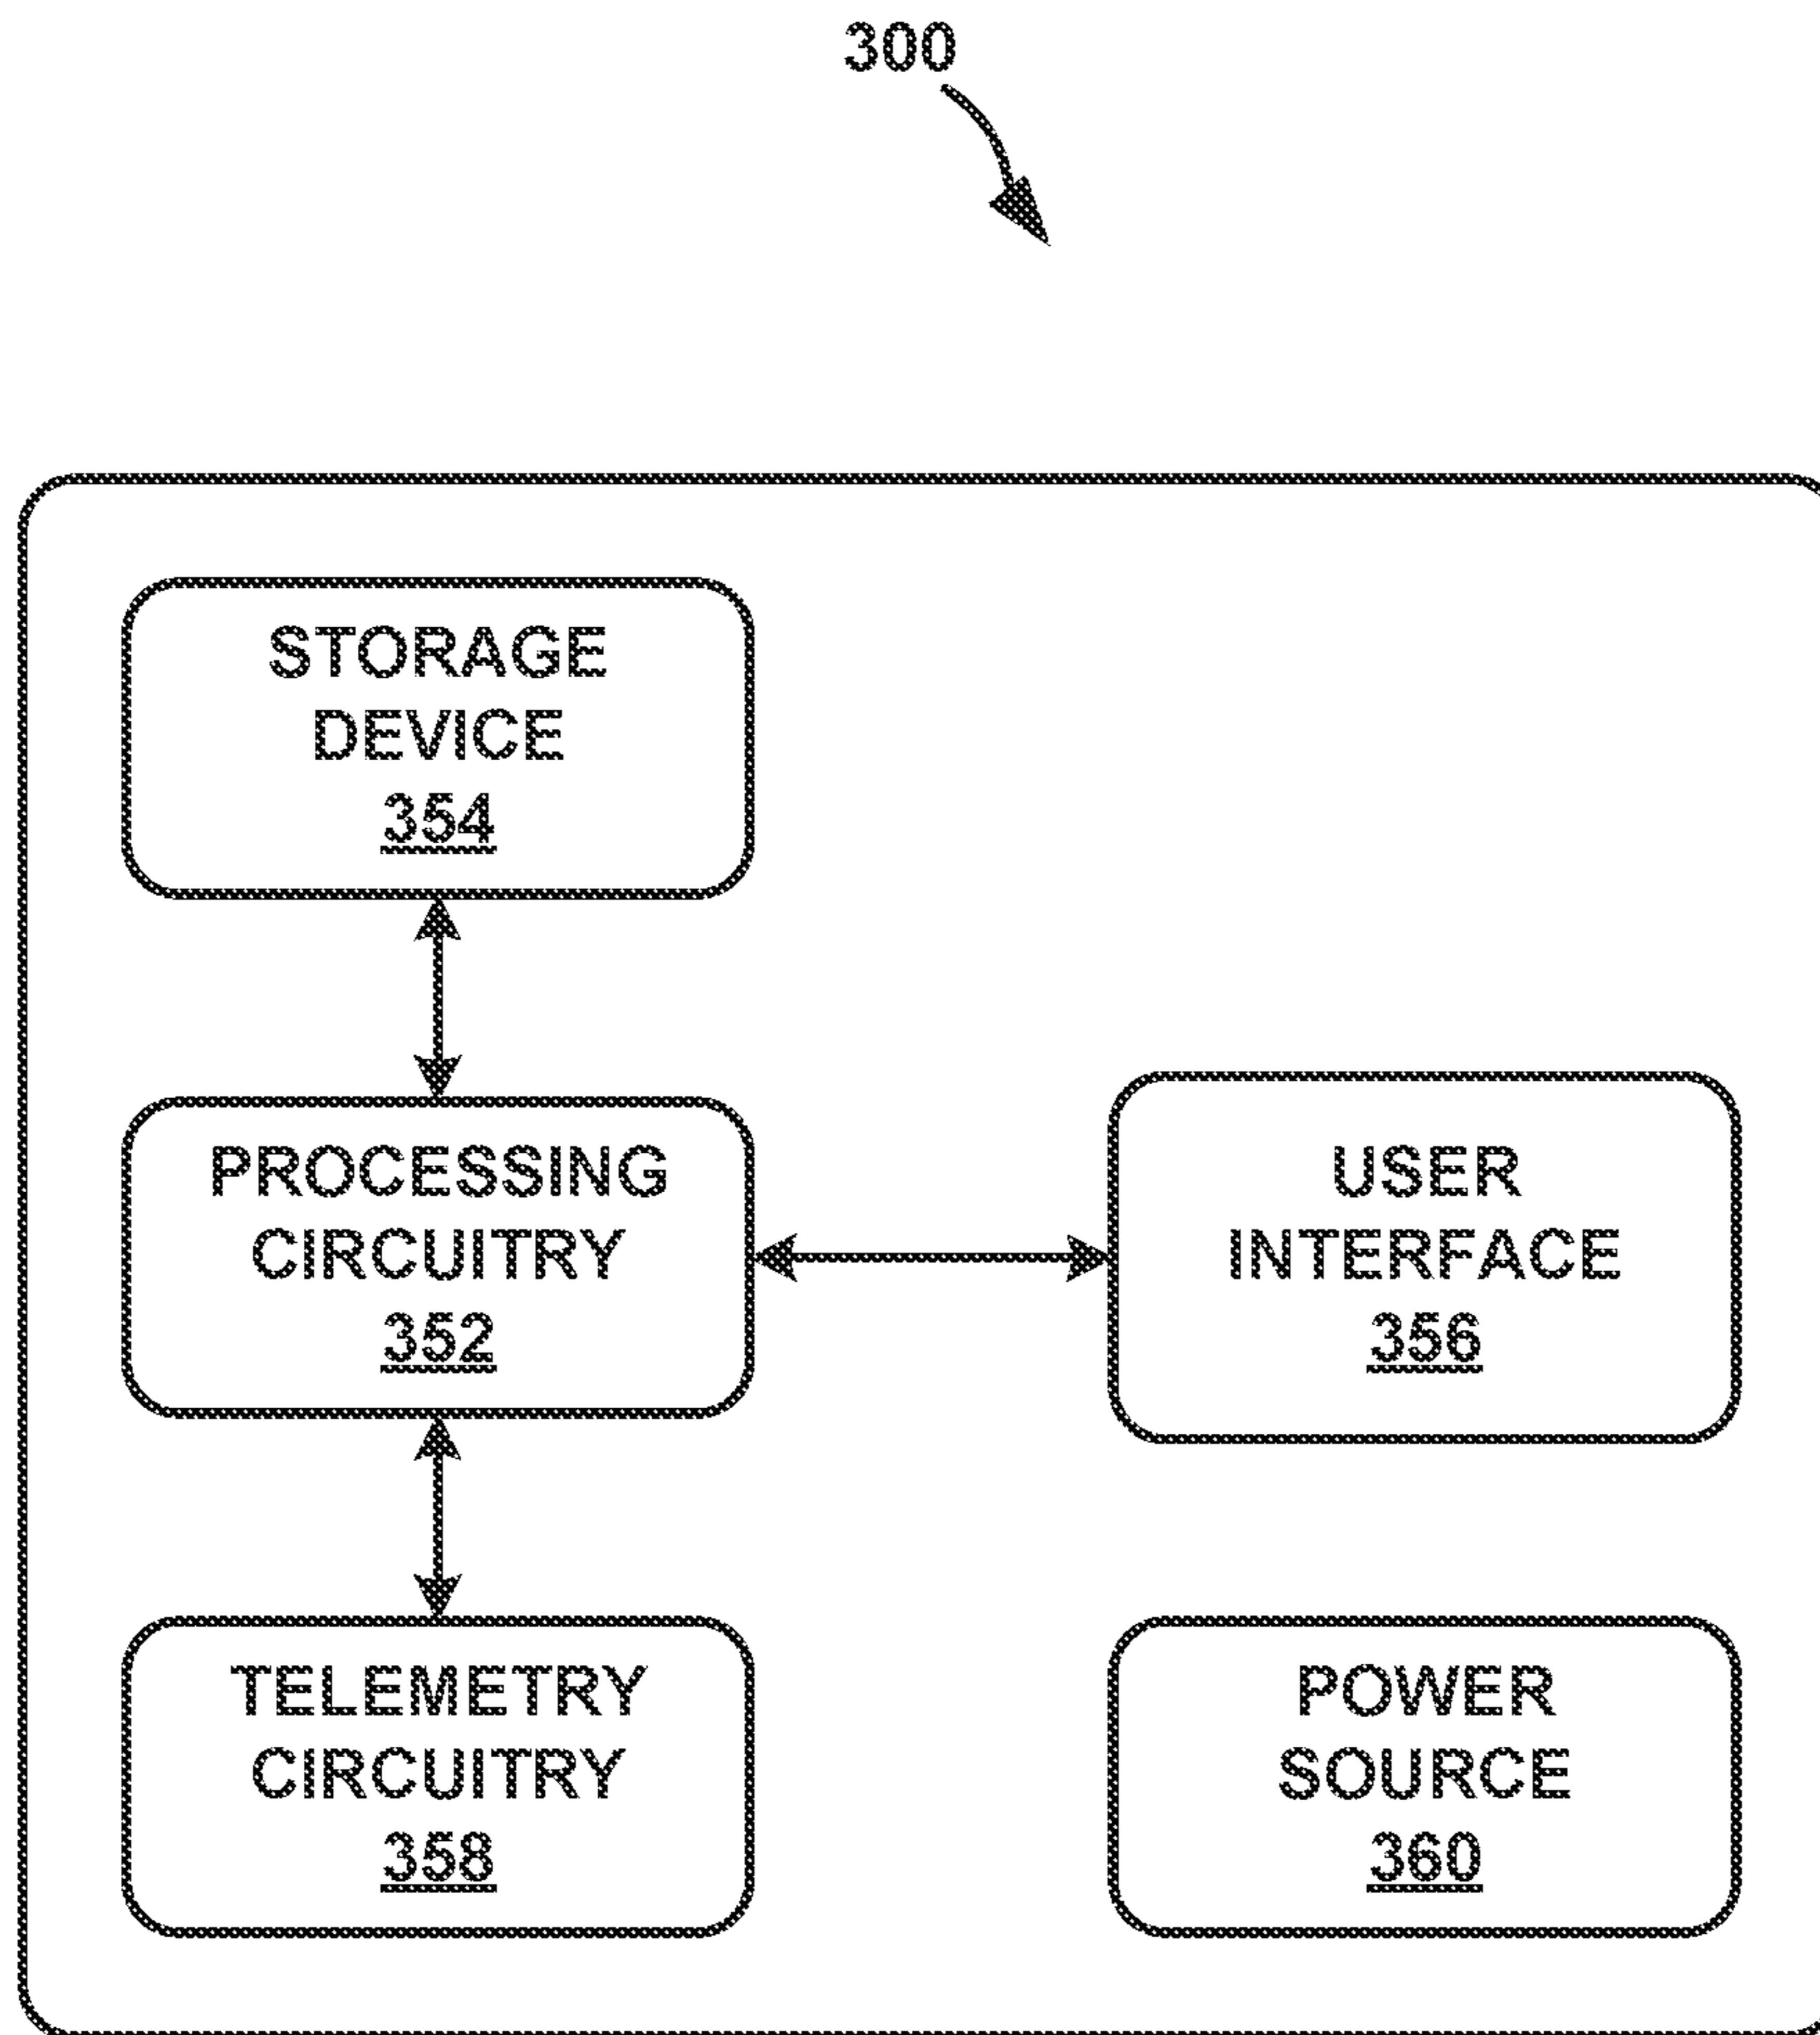 300
STORAGE
DEVICE
354
PROCESSING
CIRCUITRY
352
USER
INTERFACE
356
TELEMETRY
CIRCUITRY
358
POWER
SOURCE
360